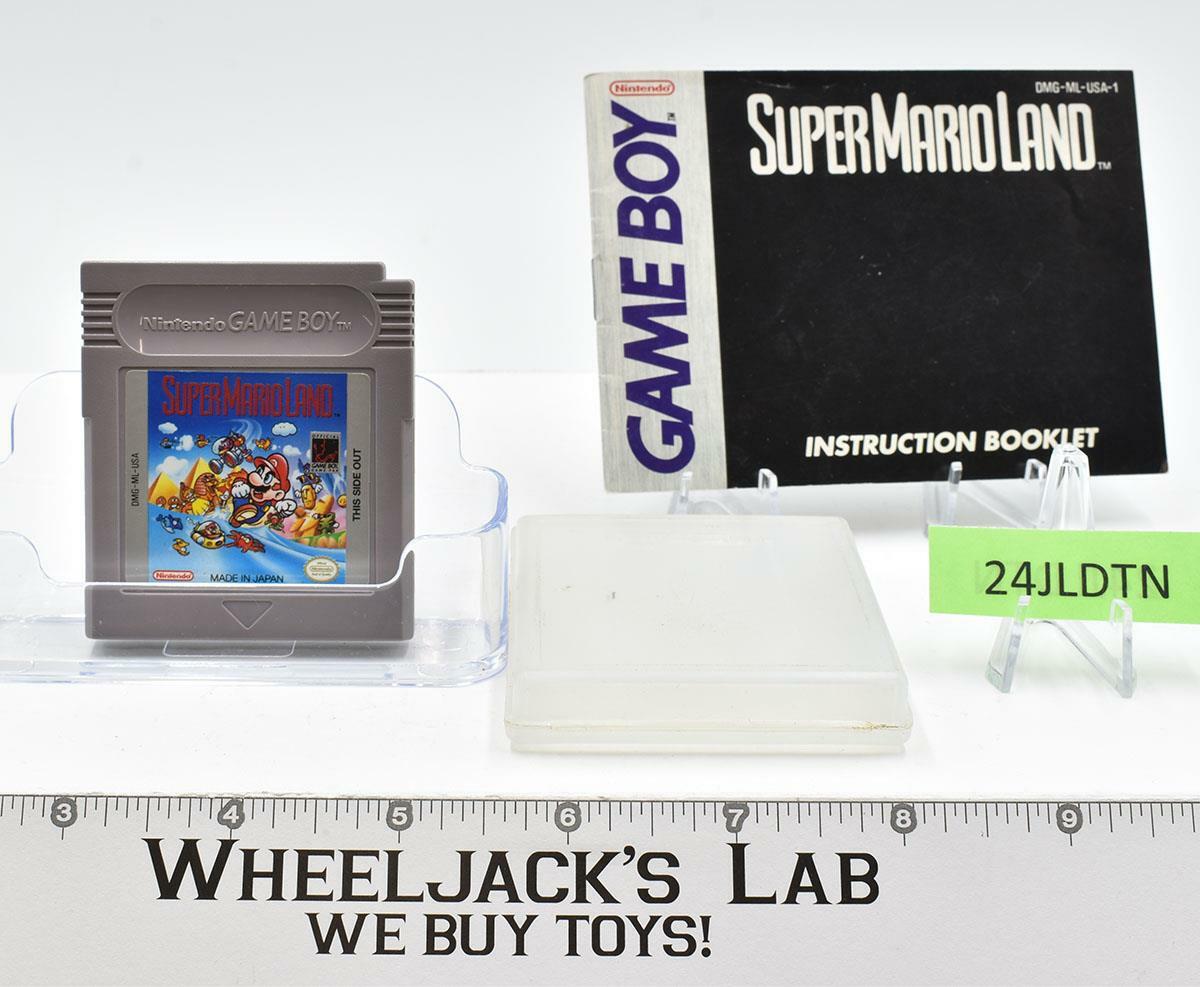 Nintendo GAME BOY TM
SUPER MARIO LAND TM
DMG-ML-USA
OFFICIAL
GAME BOY
THIS SIDE OUT
Nintendo
MADE IN JAPAN
Nintendo
GAME BOY TM
DMG-ML-USA-1
SUPER MARIO LAND TM
INSTRUCTION BOOKLET
24JLDTN
3 4 5 6 7 8 9
WHEELJACK'S LAB
WE BUY TOYS!